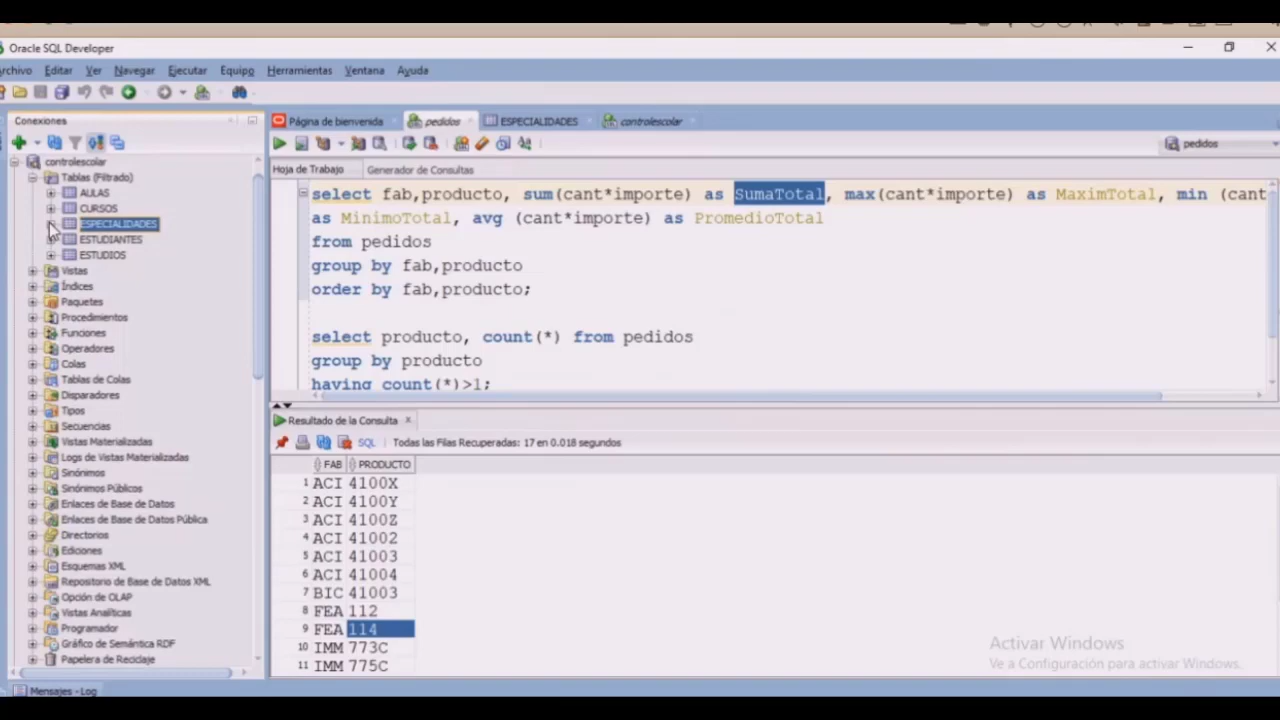 Oracle SQL Developer
Archivo Editar Ver Navegar Ejecutar Equipo Herramientas Ventana Ayuda
Conexiones
Página de bienvenida pedidos ESPECIALIDADES controlescolar
pedidos
Hoja de Trabajo Generador de Consultas
controlescolar
Tablas (Filtrado)
AULAS
CURSOS
ESPECIALIDADES
ESTUDIANTES
ESTUDIOS
Vistas
Índices
Paquetes
Procedimientos
Funciones
Operadores
Colas
Tablas de Colas
Disparadores
Tipos
Secuencias
Vistas Materializadas
Logs de Vistas Materializadas
Sinónimos
Sinónimos Públicos
Enlaces de Base de Datos
Enlaces de Base de Datos Pública
Directorios
Ediciones
Esquemas XML
Repositorio de Base de Datos XML
Opción de OLAP
Vistas Analíticas
Programador
Gráfico de Semántica RDF
Papelera de Reciclaje
select fab,producto, sum(cant*importe) as SumaTotal, max(cant*importe) as MaximTotal, min (cant
as MinimoTotal, avg (cant*importe) as PromedioTotal
from pedidos
group by fab,producto
order by fab,producto;
select producto, count(*) from pedidos
group by producto
having count(*)>1;
Resultado de la Consulta
SQL Todas las Filas Recuperadas: 17 en 0.018 segundos
FAB PRODUCTO
1 ACI 4100X
2 ACI 4100Y
3 ACI 4100Z
4 ACI 41002
5 ACI 41003
6 ACI 41004
7 BIC 41003
8 FEA 112
9 FEA 114
10 IMM 773C
11 IMM 775C
Activar Windows
Ve a Configuración para activar Windows.
Mensajes - Log